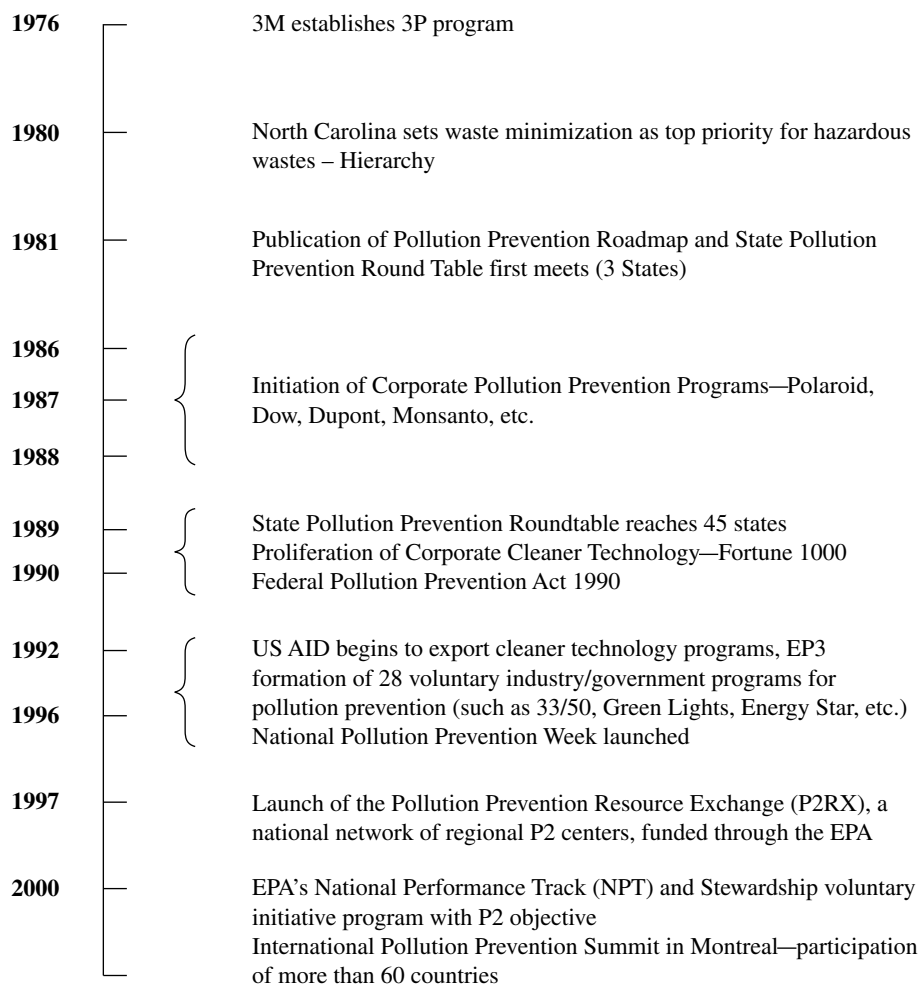 1976 3M establishes 3P program
1980 North Carolina sets waste minimization as top priority for hazardous
wastes – Hierarchy
1981 Publication of Pollution Prevention Roadmap and State Pollution
Prevention Round Table first meets (3 States)
1986
1987 Initiation of Corporate Pollution Prevention Programs—Polaroid,
Dow, Dupont, Monsanto, etc.
1988
1989 State Pollution Prevention Roundtable reaches 45 states
Proliferation of Corporate Cleaner Technology—Fortune 1000
1990 Federal Pollution Prevention Act 1990
1992 US AID begins to export cleaner technology programs, EP3
formation of 28 voluntary industry/government programs for
1996 pollution prevention (such as 33/50, Green Lights, Energy Star, etc.)
National Pollution Prevention Week launched
1997 Launch of the Pollution Prevention Resource Exchange (P2RX), a
national network of regional P2 centers, funded through the EPA
2000 EPA's National Performance Track (NPT) and Stewardship voluntary
initiative program with P2 objective
International Pollution Prevention Summit in Montreal—participation
of more than 60 countries